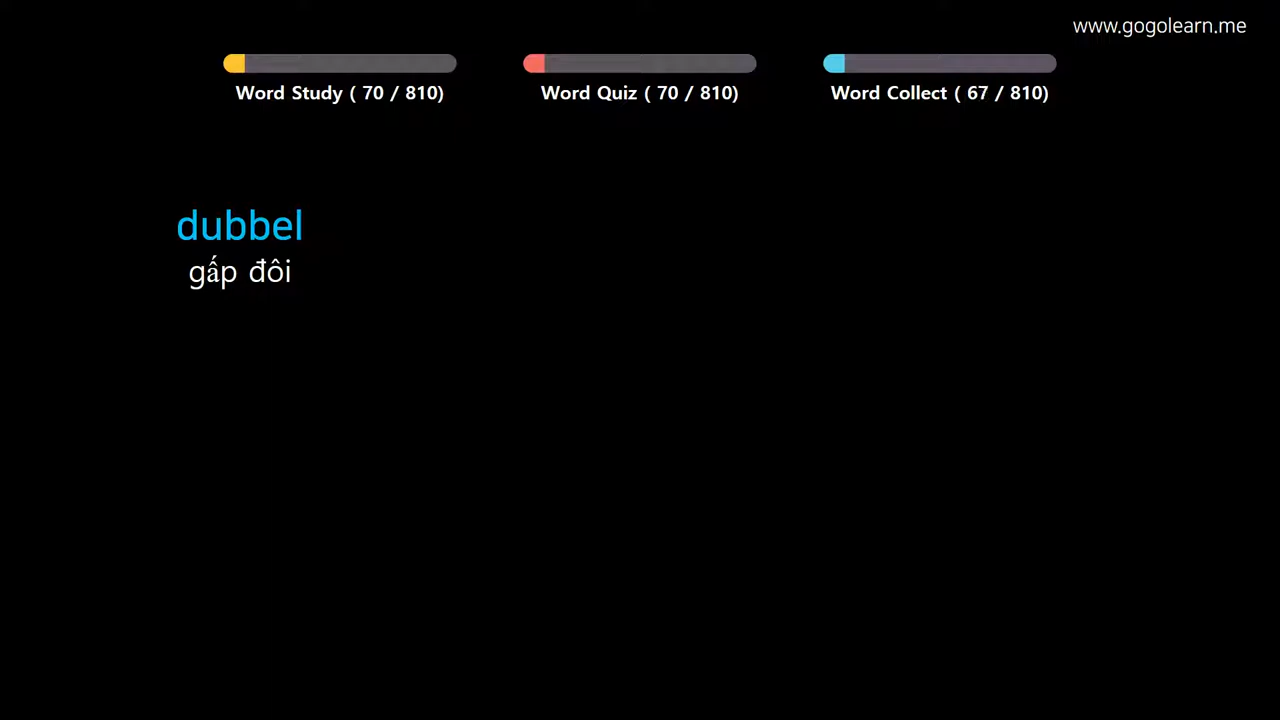 www.gogolearn.me
Word Study ( 70 / 810)
Word Quiz ( 70 / 810)
Word Collect ( 67 / 810)
dubbel
gấp đôi